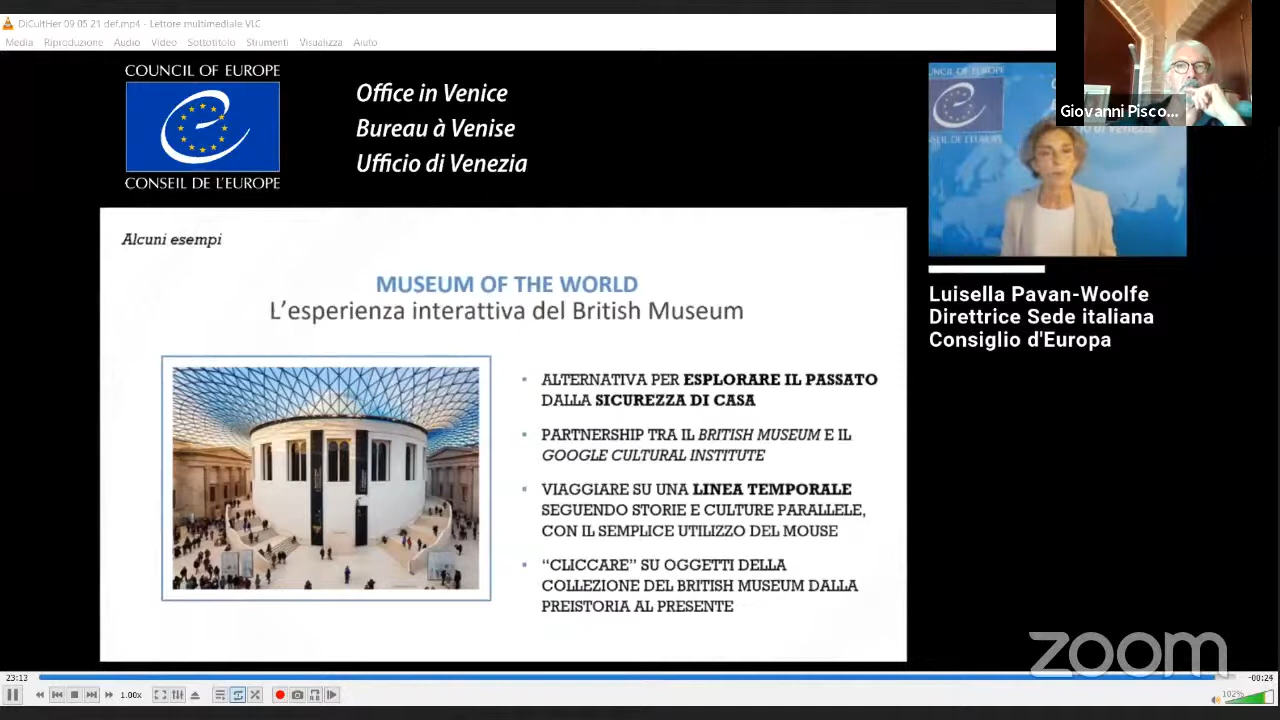 DiCultHer 09 05 21 def.mp4 - Lettore multimediale VLC
Media Riproduzione Audio Video Sottotitolo Strumenti Visualizza Aiuto
COUNCIL OF EUROPE
CONSEIL DE L'EUROPE
Office in Venice
Bureau à Venise
Ufficio di Venezia
Giovanni Pisco...
Alcuni esempi
MUSEUM OF THE WORLD
L'esperienza interattiva del British Museum
▪ ALTERNATIVA PER ESPLORARE IL PASSATO
DALLA SICUREZZA DI CASA
▪ PARTNERSHIP TRA IL BRITISH MUSEUM E IL
GOOGLE CULTURAL INSTITUTE
▪ VIAGGIARE SU UNA LINEA TEMPORALE
SEGUENDO STORIE E CULTURE PARALLELE,
CON IL SEMPLICE UTILIZZO DEL MOUSE
▪ “CLICCARE” SU OGGETTI DELLA
COLLEZIONE DEL BRITISH MUSEUM DALLA
PREISTORIA AL PRESENTE
Luisella Pavan-Woolfe
Direttrice Sede italiana
Consiglio d'Europa
zoom
23:13
-00:24
1.00x
102%